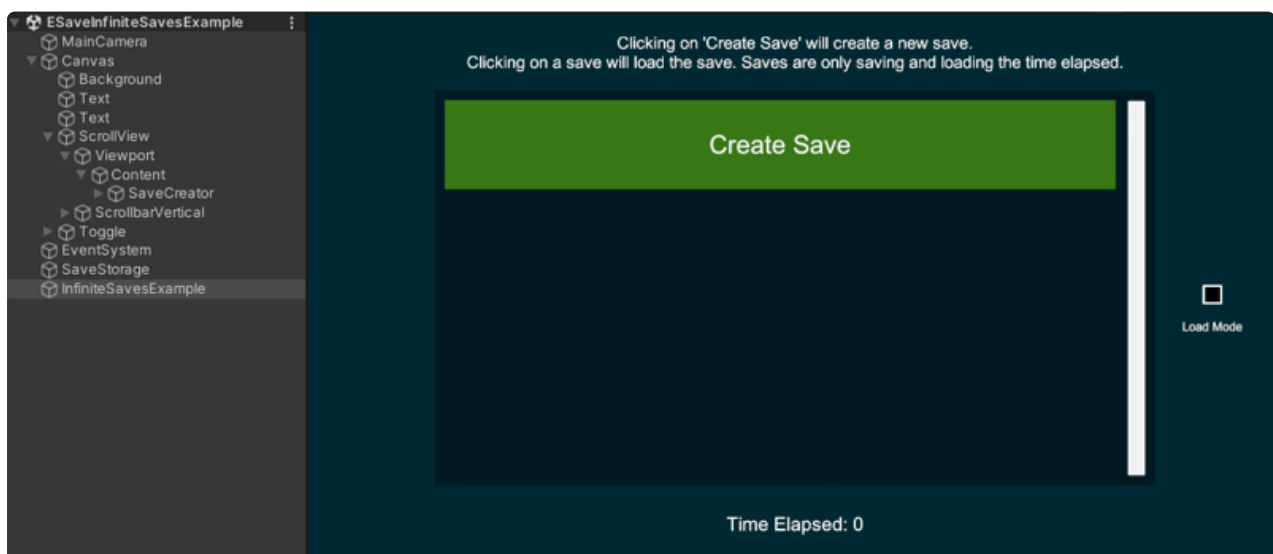 ESaveInfiniteSavesExample
MainCamera
Canvas
Background
Text
Text
ScrollView
Viewport
Content
SaveCreator
ScrollbarVertical
Toggle
EventSystem
SaveStorage
InfiniteSavesExample
Clicking on 'Create Save' will create a new save.
Clicking on a save will load the save. Saves are only saving and loading the time elapsed.
Create Save
Load Mode
Time Elapsed: 0